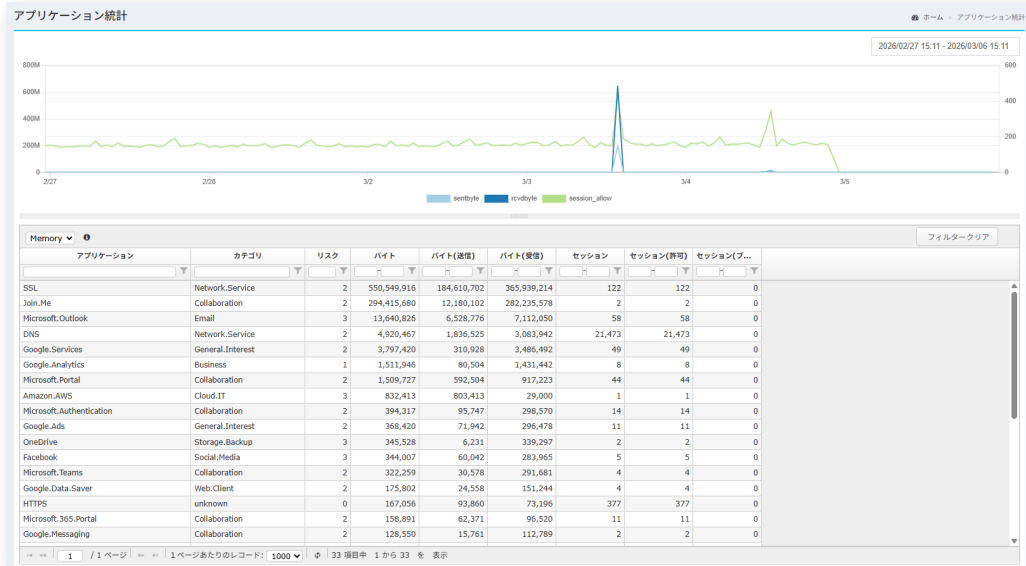 アプリケーション統計
ホーム > アプリケーション統計
2026/02/27 15:11 - 2026/03/06 15:11
800M 600
600M
400M 400
200M 200
0 0
2/27 2/28 3/2 3/3 3/4 3/5
sentbyte rcvdbyte session_allow
Memory フィルタークリア
アプリケーション カテゴリ リスク バイト バイト(送信) バイト(受信) セッション セッション(許可) セッション(ブ...
- - - - - -
SSL Network.Service 2 550,549,916 184,610,702 365,939,214 122 122 0
Join.Me Collaboration 2 294,415,680 12,180,102 282,235,578 2 2 0
Microsoft.Outlook Email 3 13,640,826 6,528,776 7,112,050 58 58 0
DNS Network.Service 2 4,920,467 1,836,525 3,083,942 21,473 21,473 0
Google.Services General.Interest 2 3,797,420 310,928 3,486,492 49 49 0
Google.Analytics Business 1 1,511,946 80,504 1,431,442 8 8 0
Microsoft.Portal Collaboration 2 1,509,727 592,504 917,223 44 44 0
Amazon.AWS Cloud.IT 3 832,413 803,413 29,000 1 1 0
Microsoft.Authentication Collaboration 2 394,317 95,747 298,570 14 14 0
Google.Ads General.Interest 2 368,420 71,942 296,478 11 11 0
OneDrive Storage.Backup 3 345,528 6,231 339,297 2 2 0
Facebook Social.Media 3 344,007 60,042 283,965 5 5 0
Microsoft.Teams Collaboration 2 322,259 30,578 291,681 4 4 0
Google.Data.Saver Web.Client 2 175,802 24,558 151,244 4 4 0
HTTPS unknown 0 167,056 93,860 73,196 377 377 0
Microsoft.365.Portal Collaboration 2 158,891 62,371 96,520 11 11 0
Google.Messaging Collaboration 2 128,550 15,761 112,789 2 2 0
1 / 1 ページ 1ページあたりのレコード: 1000 33 項目中 1 から 33 を 表示